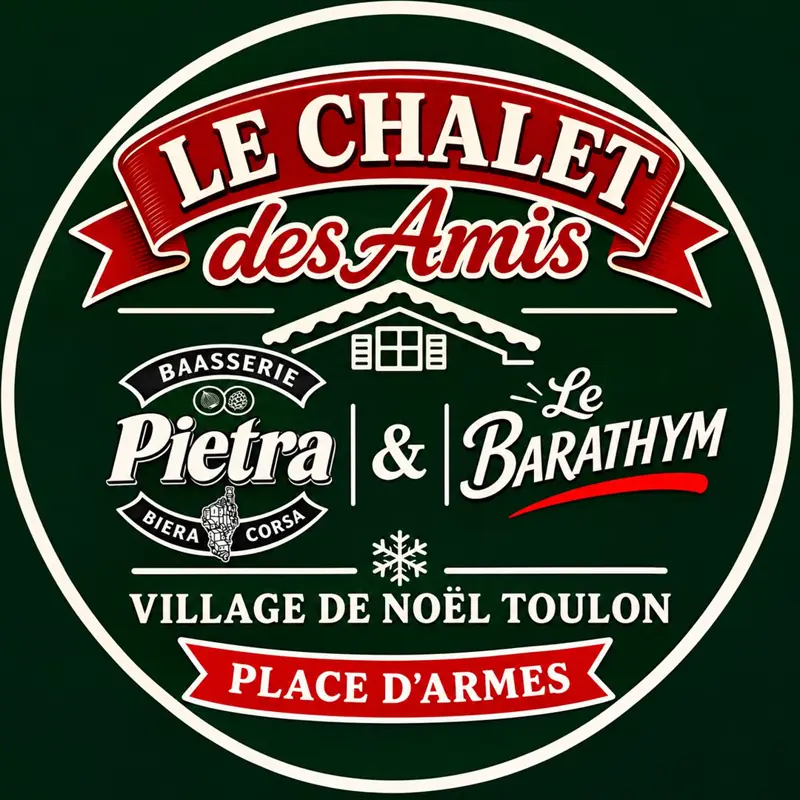 LE CHALET
des Amis
BAASSERIE
Pietra
BIERA CORSA
&
Le
BARATHYM
VILLAGE DE NOËL TOULON
PLACE D'ARMES